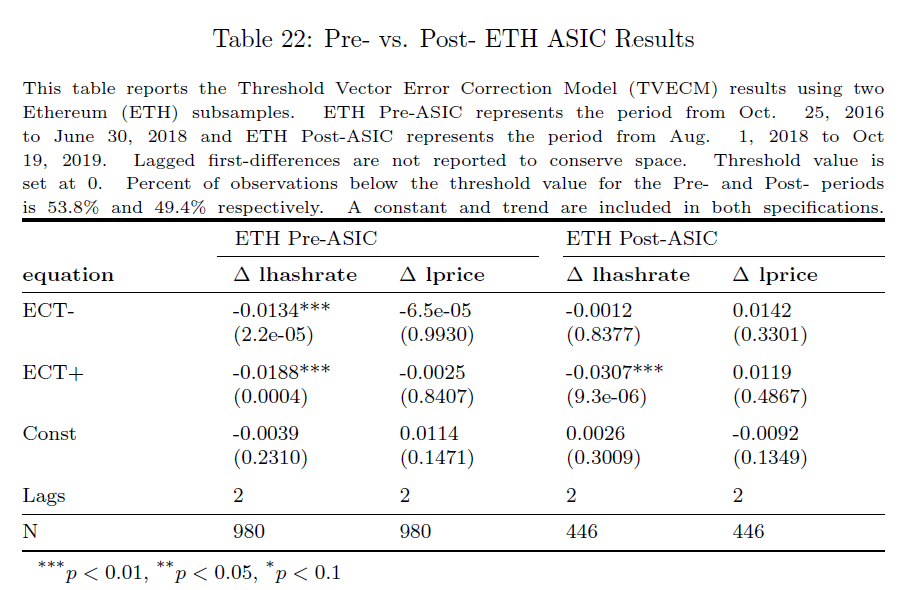 Table 22: Pre- vs. Post- ETH ASIC Results
This table reports the Threshold Vector Error Correction Model (TVECM) results using two
Ethereum (ETH) subsamples. ETH Pre-ASIC represents the period from Oct. 25, 2016
to June 30, 2018 and ETH Post-ASIC represents the period from Aug. 1, 2018 to Oct
19, 2019. Lagged first-differences are not reported to conserve space. Threshold value is
set at 0. Percent of observations below the threshold value for the Pre- and Post- periods
is 53.8% and 49.4% respectively. A constant and trend are included in both specifications.
ETH Pre-ASIC ETH Post-ASIC
equation Δ lhashrate Δ lprice Δ lhashrate Δ lprice
ECT- -0.0134*** -6.5e-05 -0.0012 0.0142
(2.2e-05) (0.9930) (0.8377) (0.3301)
ECT+ -0.0188*** -0.0025 -0.0307*** 0.0119
(0.0004) (0.8407) (9.3e-06) (0.4867)
Const -0.0039 0.0114 0.0026 -0.0092
(0.2310) (0.1471) (0.3009) (0.1349)
Lags 2 2 2 2
N 980 980 446 446
***p < 0.01, **p < 0.05, *p < 0.1